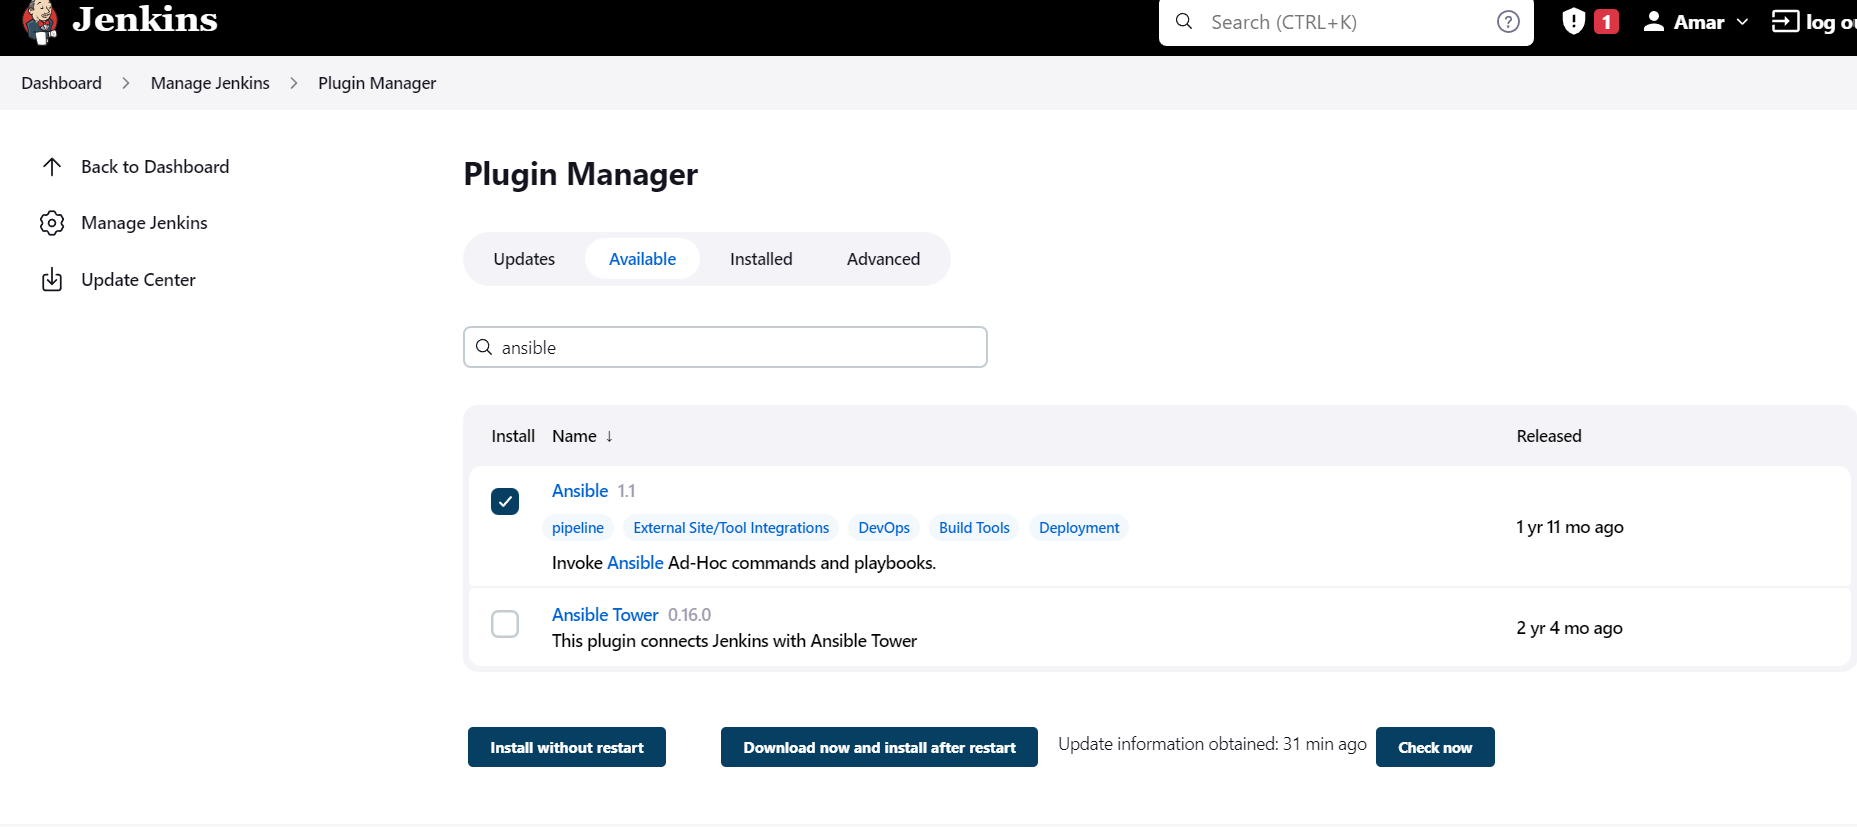 Jenkins
Search (CTRL+K)
1
Amar
log ou
Dashboard
Manage Jenkins
Plugin Manager
Back to Dashboard
Manage Jenkins
Update Center
Plugin Manager
Updates
Available
Installed
Advanced
ansible
Install Name ↓ Released
Ansible 1.1
pipeline External Site/Tool Integrations DevOps Build Tools Deployment
1 yr 11 mo ago
Invoke Ansible Ad-Hoc commands and playbooks.
Ansible Tower 0.16.0
This plugin connects Jenkins with Ansible Tower
2 yr 4 mo ago
Install without restart
Download now and install after restart
Update information obtained: 31 min ago
Check now